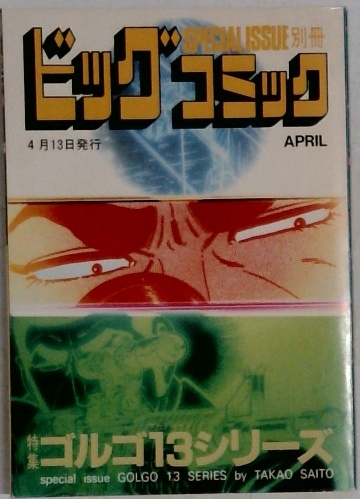 SPECIAL ISSUE 別冊
ビッグコミック
4月13日発行
APRIL
特集
ゴルゴ13シリーズ
special issue GOLGO 13 SERIES by TAKAO SAITO